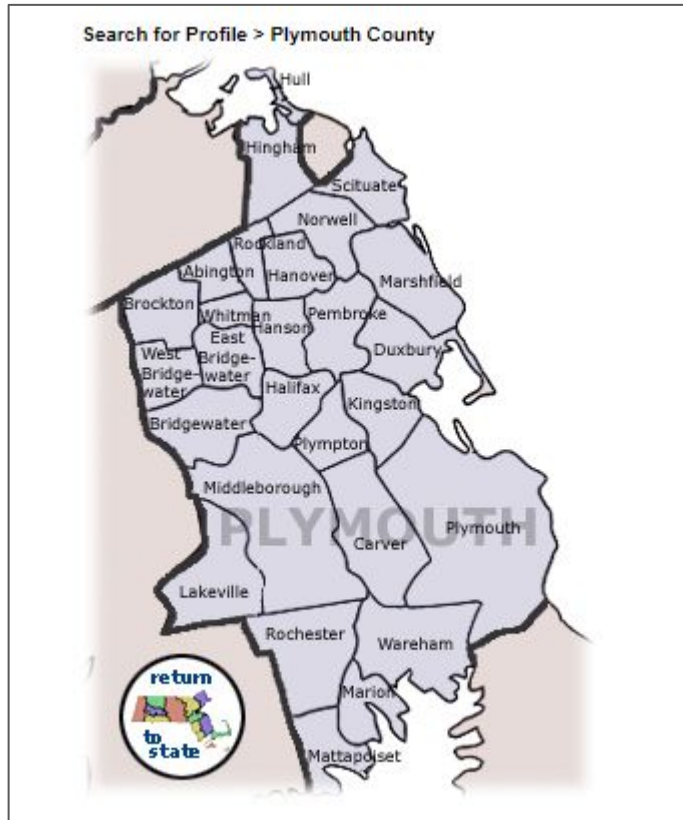 Search for Profile > Plymouth County
Hull
Hingham
Scituate
Norwell
Rockland
Hanover
Abington
Marshfield
Brockton
Whitman
Hanson
Pembroke
East
Bridge-
water
West
Bridge-
water
Duxbury
Halifax
Kingston
Bridgewater
Plympton
Middleborough
PLYMOUTH
Plymouth
Carver
Lakeville
Rochester
Wareham
Marion
Mattapoiset
return
to
state